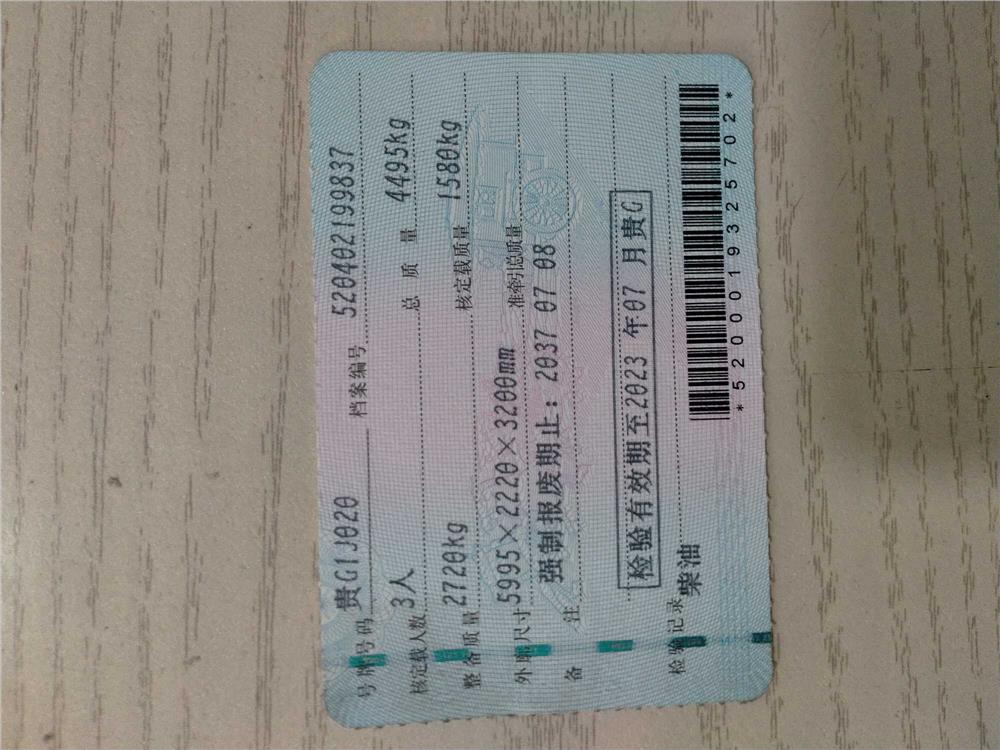 号牌号码 贵G1J020 档案编号 520402199837
核定载人数 3人 总质量 4495kg
整备质量 2720kg 核定载质量 1580kg
外廓尺寸 5995×2220×3200mm 准牵引总质量
备注 强制报废期止：2037 07 08
检验有效期至2023 年07 月贵G
检验记录
柴油
*5200019325702*